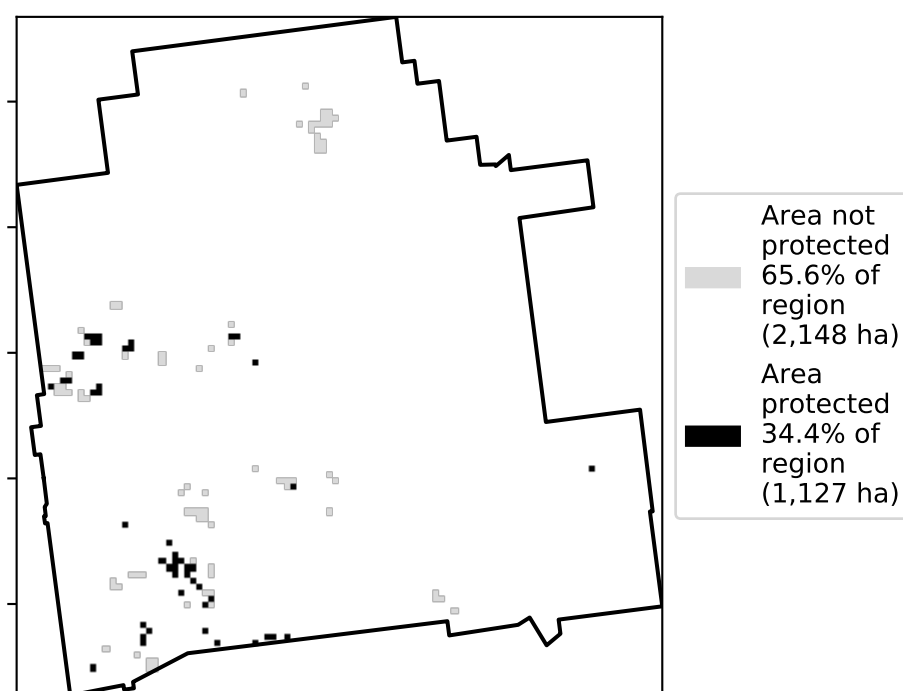 Area not
protected
65.6% of
region
(2,148 ha)
Area
protected
34.4% of
region
(1,127 ha)